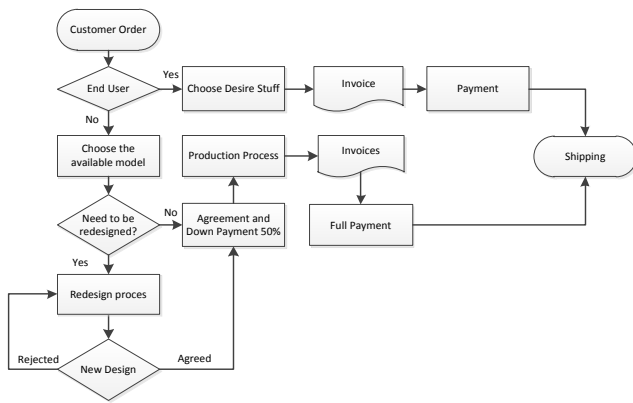 Customer Order
End User
Yes
Choose Desire Stuff
Invoice
Payment
No
Choose the
available model
Production Process
Invoices
Shipping
Need to be
redesigned?
No
Agreement and
Down Payment 50%
Full Payment
Yes
Redesign proces
Rejected
New Design
Agreed